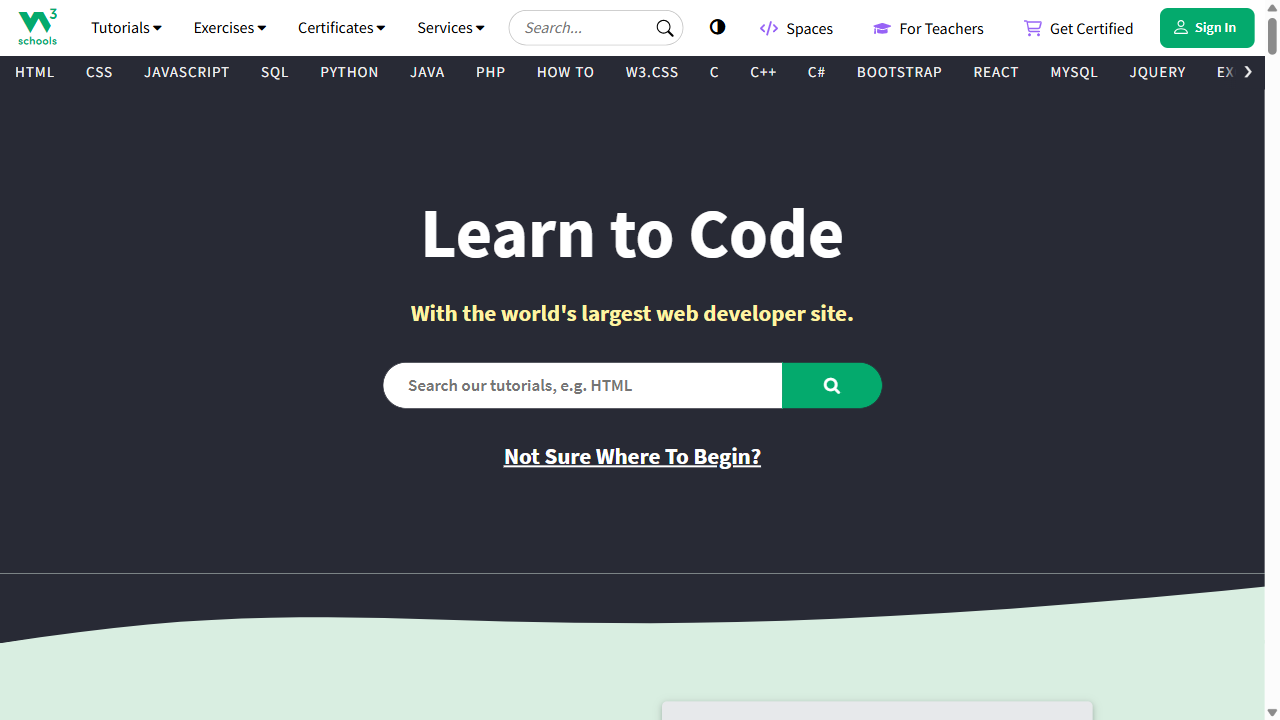 3
schools
Tutorials Exercises Certificates Services Search... Spaces For Teachers Get Certified Sign In
HTML CSS JAVASCRIPT SQL PYTHON JAVA PHP HOW TO W3.CSS C C++ C# BOOTSTRAP REACT MYSQL JQUERY EX
Learn to Code
With the world's largest web developer site.
Search our tutorials, e.g. HTML
Not Sure Where To Begin?